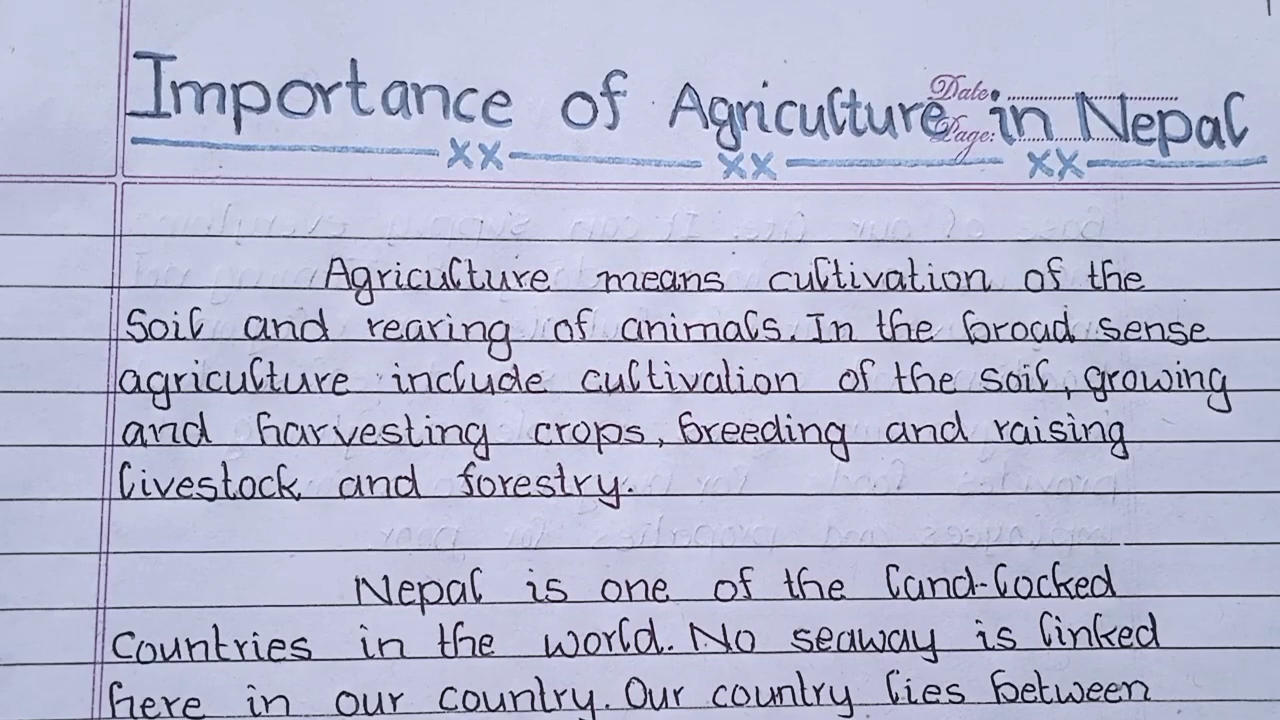 Importance of Agriculture in Nepal
Date:
Page:
xx xx xx
Agriculture means cultivation of the
Soil and rearing of animals. In the broad sense
agriculture include cultivation of the soil, growing
and harvesting crops, breeding and raising
livestock and forestry.
Nepal is one of the land-locked
Countries in the world. No seaway is linked
here in our country. Our country lies between